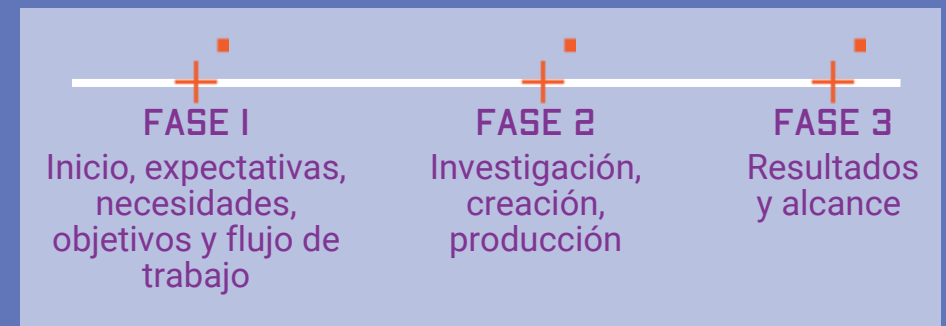 FASE 1
Inicio, expectativas,
necesidades,
objetivos y flujo de
trabajo
FASE 2
Investigación,
creación,
producción
FASE 3
Resultados
y alcance